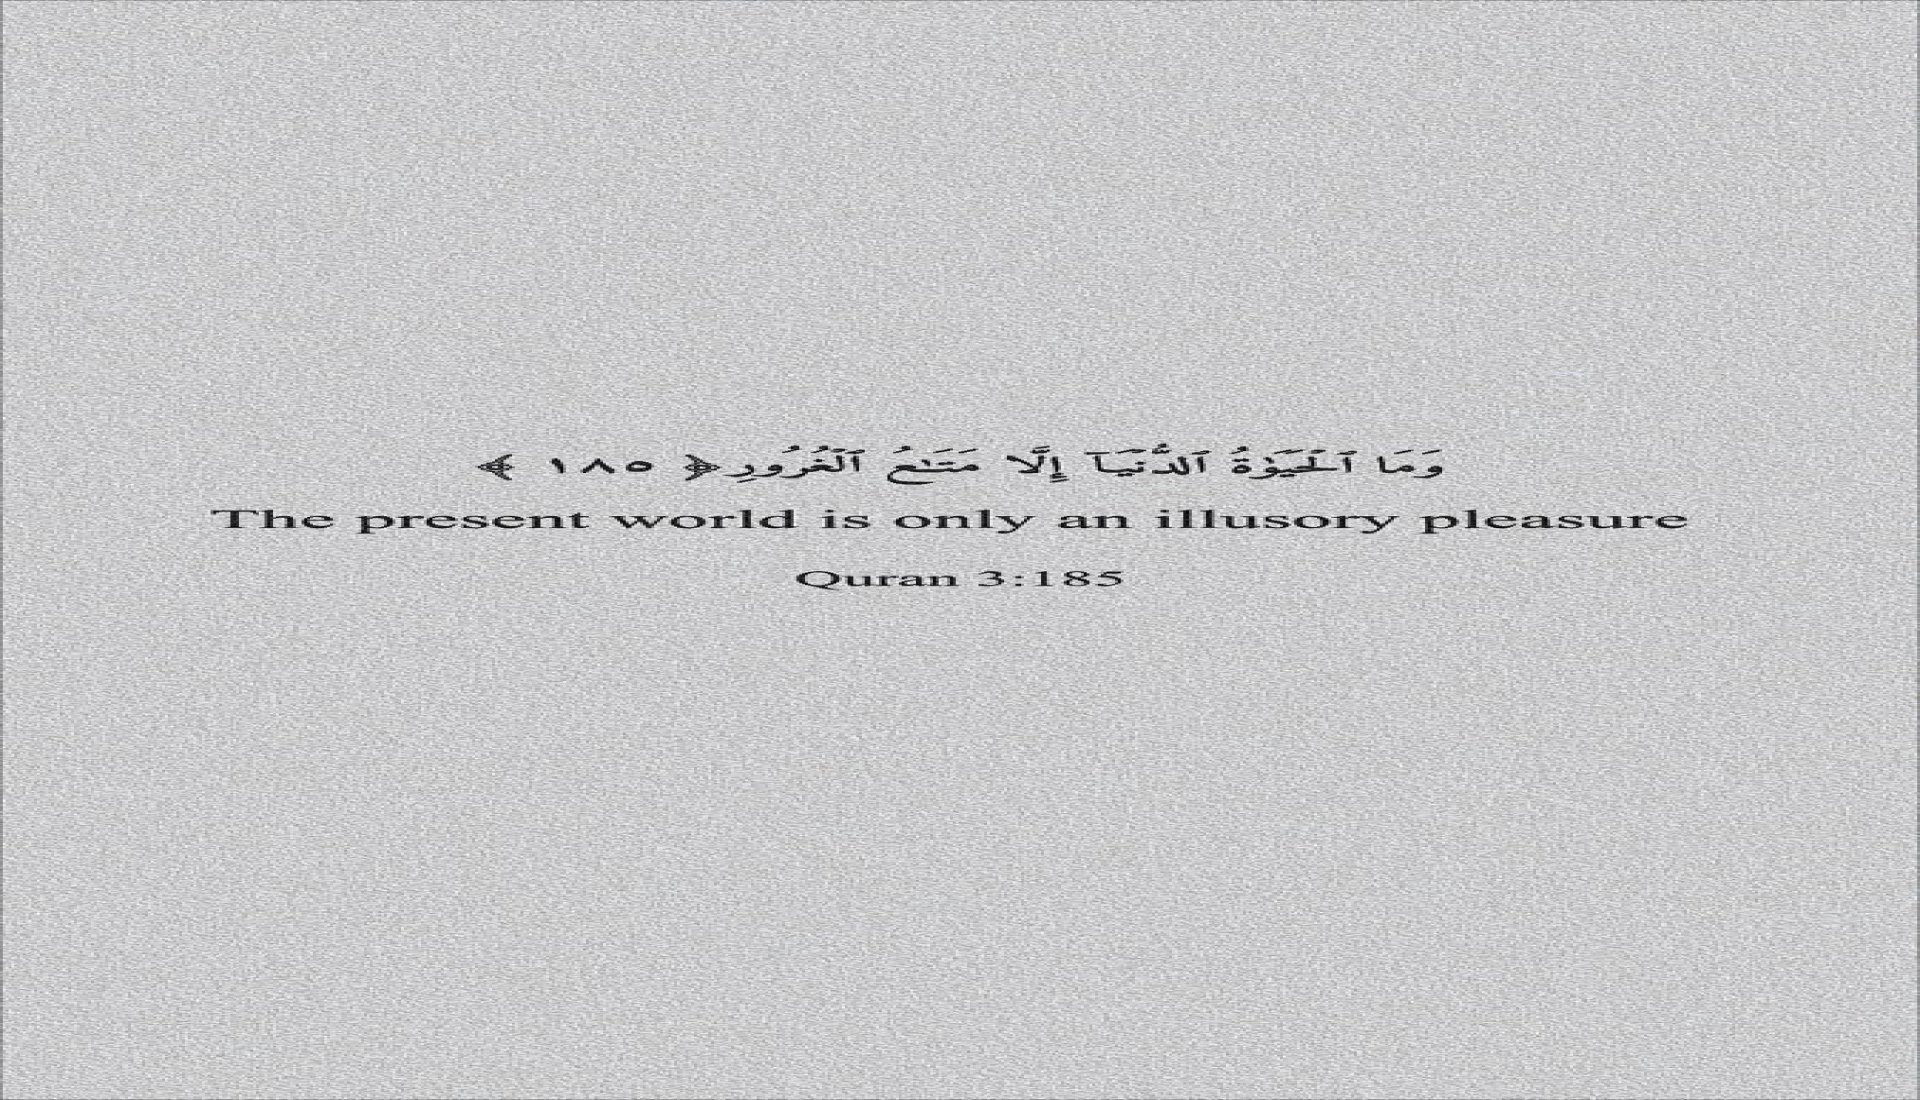 وَمَا ٱلْحَيَوٰةُ ٱلدُّنْيَآ إِلَّا مَتَـٰعُ ٱلْغُرُورِ ﴿ ١٨٥ ﴾
The present world is only an illusory pleasure
Quran 3:185